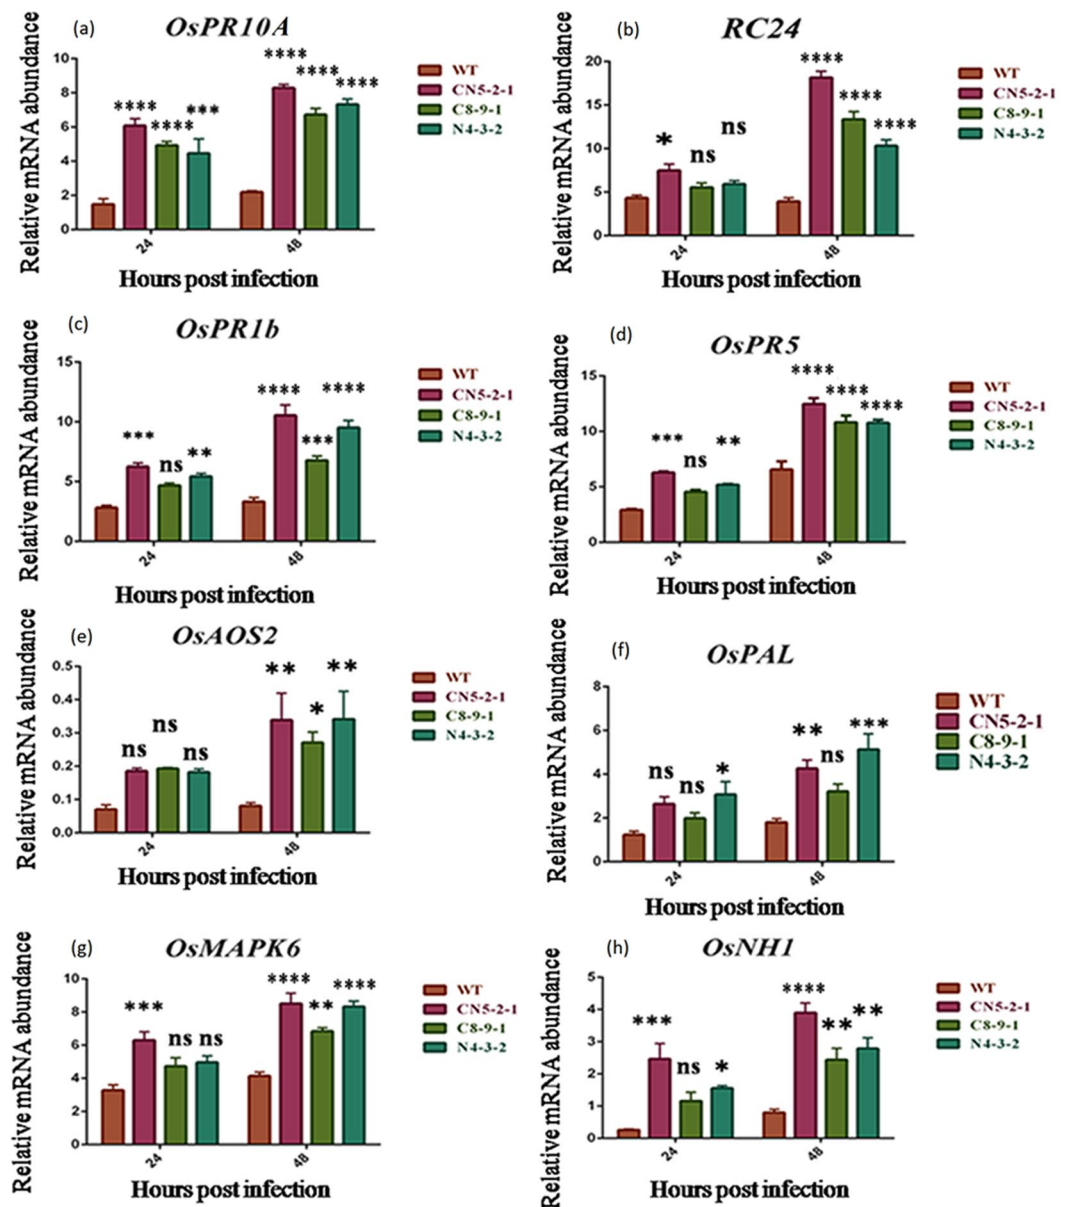 (a)
OsPR10A
Relative mRNA abundance
10
8
6
4
2
0
****
****
***
****
****
****
24
48
Hours post infection
WT
CN5-2-1
C8-9-1
N4-3-2
(b)
RC24
Relative mRNA abundance
20
15
10
5
0
*
ns
ns
****
****
****
24
48
Hours post infection
WT
CN5-2-1
C8-9-1
N4-3-2
(c)
OsPR1b
Relative mRNA abundance
15
10
5
0
***
ns
**
****
***
****
24
48
Hours post infection
WT
CN5-2-1
C8-9-1
N4-3-2
(d)
OsPR5
Relative mRNA abundance
15
10
5
0
***
ns
**
****
****
****
24
48
Hours post infection
WT
CN5-2-1
C8-9-1
N4-3-2
(e)
OsAOS2
Relative mRNA abundance
0.5
0.4
0.3
0.2
0.1
0.0
ns
ns
ns
**
*
**
24
48
Hours post infection
WT
CN5-2-1
C8-9-1
N4-3-2
(f)
OsPAL
Relative mRNA abundance
8
6
4
2
0
ns
ns
*
**
ns
***
24
48
Hours post infection
WT
CN5-2-1
C8-9-1
N4-3-2
(g)
OsMAPK6
Relative mRNA abundance
10
8
6
4
2
0
***
ns
ns
****
**
****
24
48
Hours post infection
WT
CN5-2-1
C8-9-1
N4-3-2
(h)
OsNH1
Relative mRNA abundance
5
4
3
2
1
0
***
ns
*
****
**
**
24
48
Hours post infection
WT
CN5-2-1
C8-9-1
N4-3-2